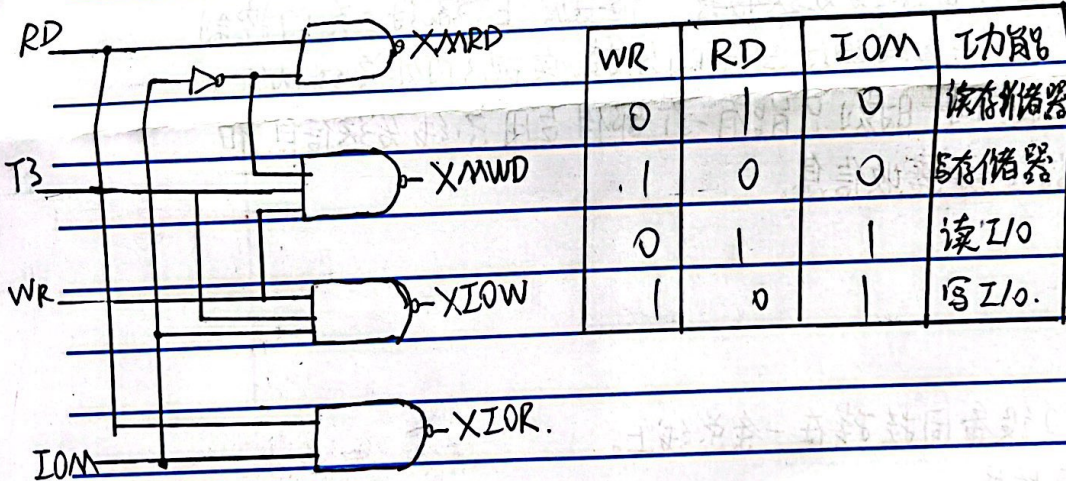 RD
XMRD
T3
XMWD
WR
XIOW
XIOR.
IOM
WR RD IOM 功能
0 1 0 读存储器
1 0 0 写存储器
0 1 1 读I/O
1 0 1 写I/O.